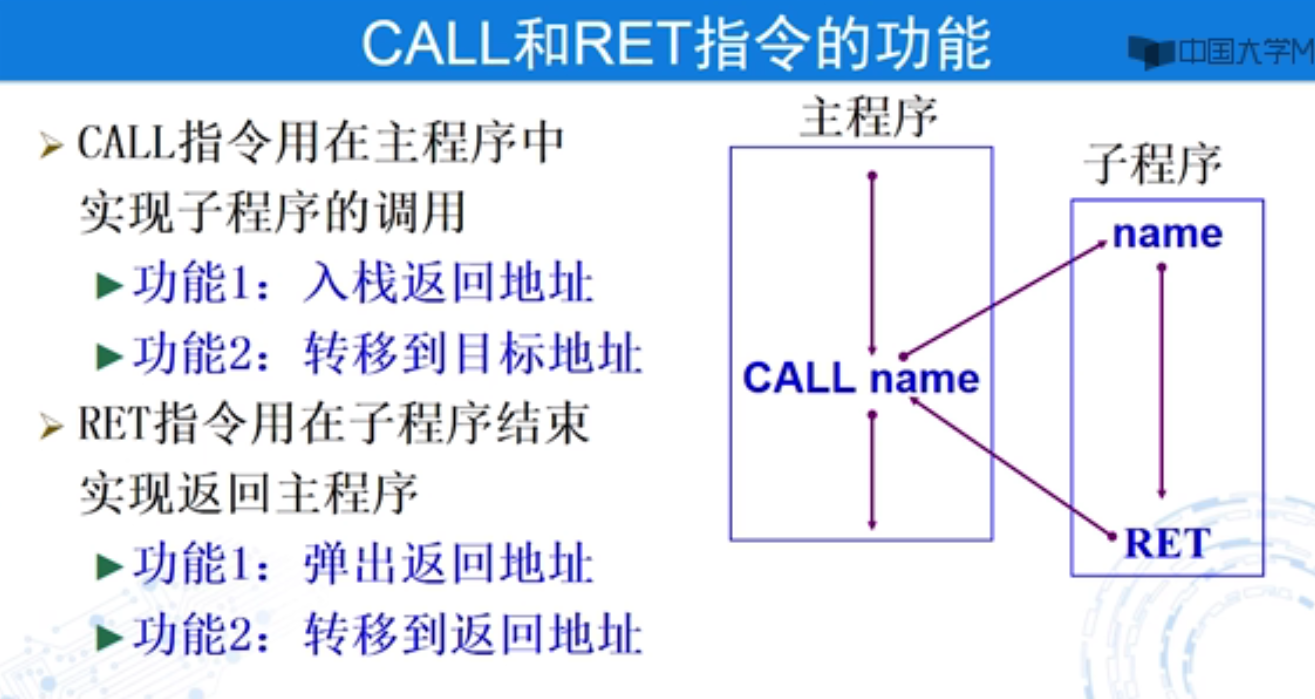 CALL和RET指令的功能
中国大学M
CALL指令用在主程序中
实现子程序的调用
功能1：入栈返回地址
功能2：转移到目标地址
RET指令用在子程序结束
实现返回主程序
功能1：弹出返回地址
功能2：转移到返回地址
主程序
CALL name
子程序
name
RET